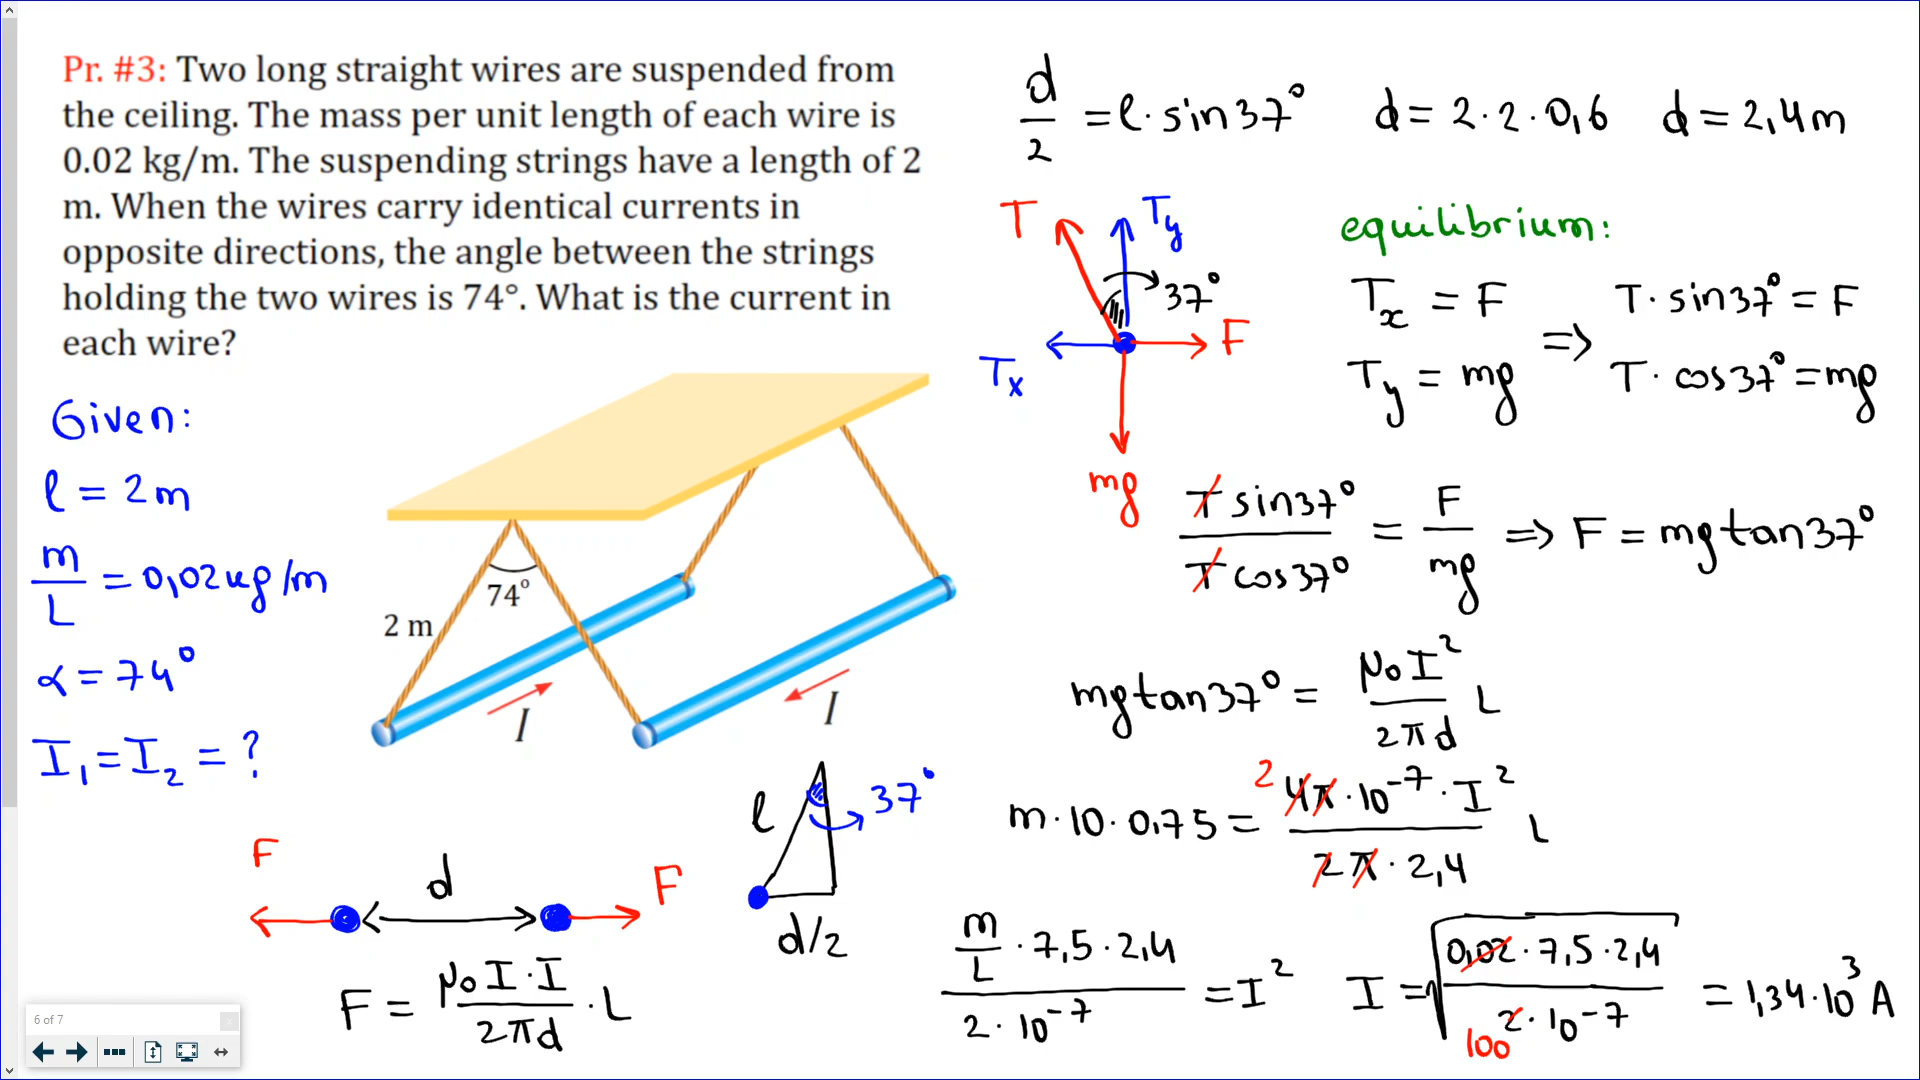 Pr. #3: Two long straight wires are suspended from
the ceiling. The mass per unit length of each wire is
0.02 kg/m. The suspending strings have a length of 2
m. When the wires carry identical currents in
opposite directions, the angle between the strings
holding the two wires is 74°. What is the current in
each wire?
Given:
l = 2m
m/L = 0,02 kg/m
α = 74°
I₁ = I₂ = ?
74°
2 m
I
I
F
d
F
F = μ₀ I · I / 2πd · L
l
37°
d/2
d/2 = l · sin37° d = 2 · 2 · 0,6 d = 2,4m
T
Ty
37°
F
Tx
mg
equilibrium:
Tx = F
Ty = mg
=>
T · sin37° = F
T · cos37° = mg
T sin37° / T cos37° = F / mg => F = mg tan37°
mg tan37° = μ₀ I² / 2πd L
m · 10 · 0,75 = 2 4π · 10⁻⁷ · I² / 2π · 2,4 L
m/L · 7,5 · 2,4 / 2 · 10⁻⁷ = I²
I = √(0,02 · 7,5 · 2,4 / 2 · 10⁻⁷) = 1,34 · 10³ A
100
6 of 7